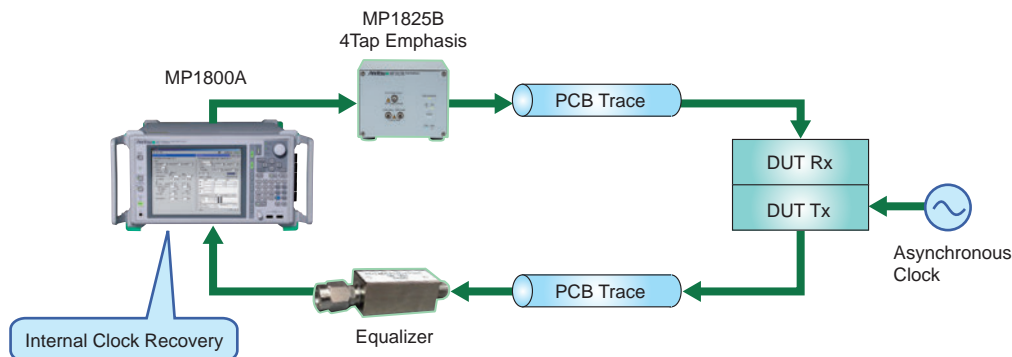 MP1825B
4Tap Emphasis
MP1800A
PCB Trace
DUT Rx
DUT Tx
Asynchronous
Clock
PCB Trace
Equalizer
Internal Clock Recovery